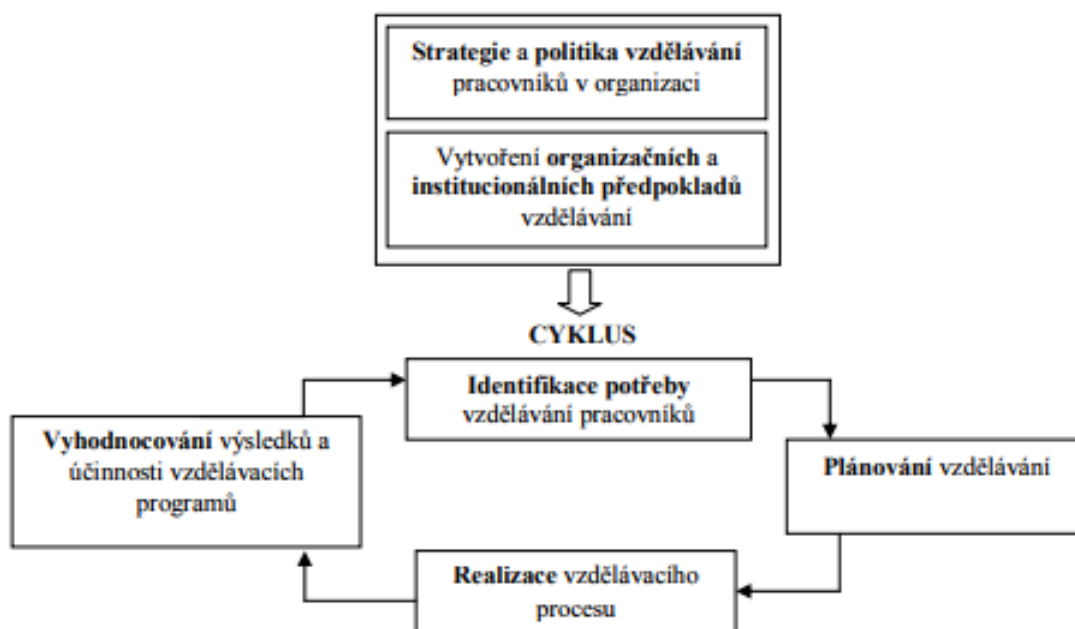 Strategie a politika vzdělávání
pracovníků v organizaci
Vytvoření organizačních a
institucionálních předpokladů
vzdělávání
CYKLUS
Identifikace potřeby
vzdělávání pracovníků
Vyhodnocování výsledků a
účinnosti vzdělávacích
programů
Plánování vzdělávání
Realizace vzdělávacího
procesu